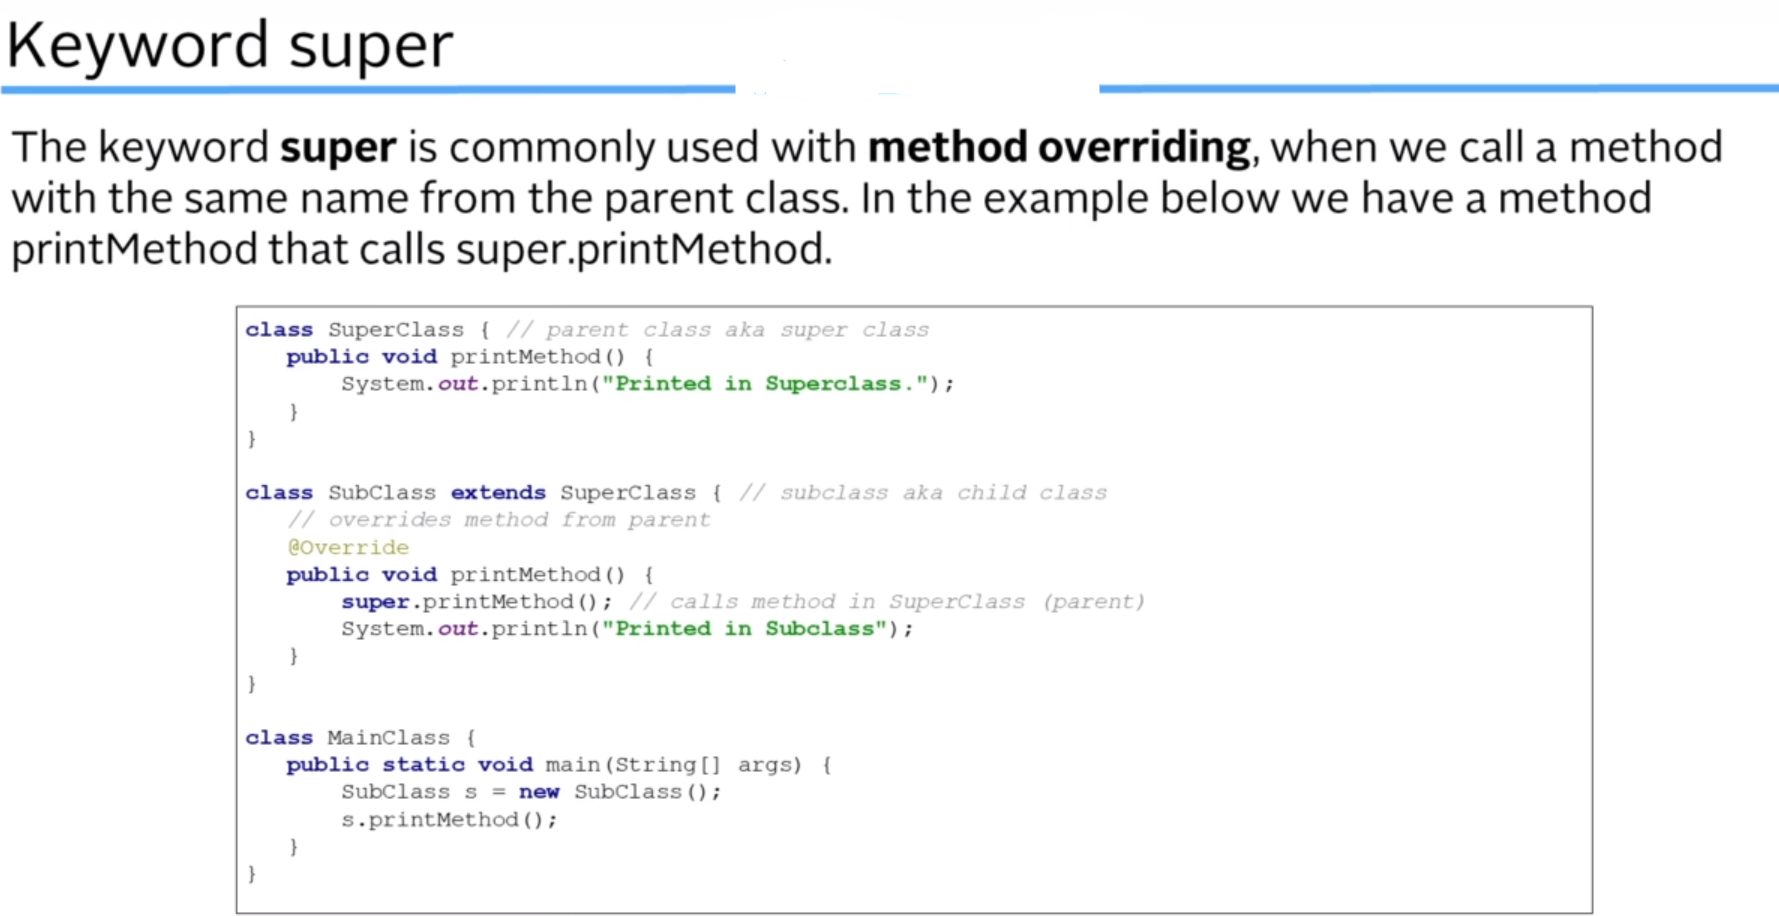 Keyword super
The keyword super is commonly used with method overriding, when we call a method
with the same name from the parent class. In the example below we have a method
printMethod that calls super.printMethod.
class SuperClass { // parent class aka super class
    public void printMethod() {
        System.out.println("Printed in Superclass.");
    }
}
class SubClass extends SuperClass { // subclass aka child class
    // overrides method from parent
    @Override
    public void printMethod() {
        super.printMethod(); // calls method in SuperClass (parent)
        System.out.println("Printed in Subclass");
    }
}
class MainClass {
    public static void main(String[] args) {
        SubClass s = new SubClass();
        s.printMethod();
    }
}